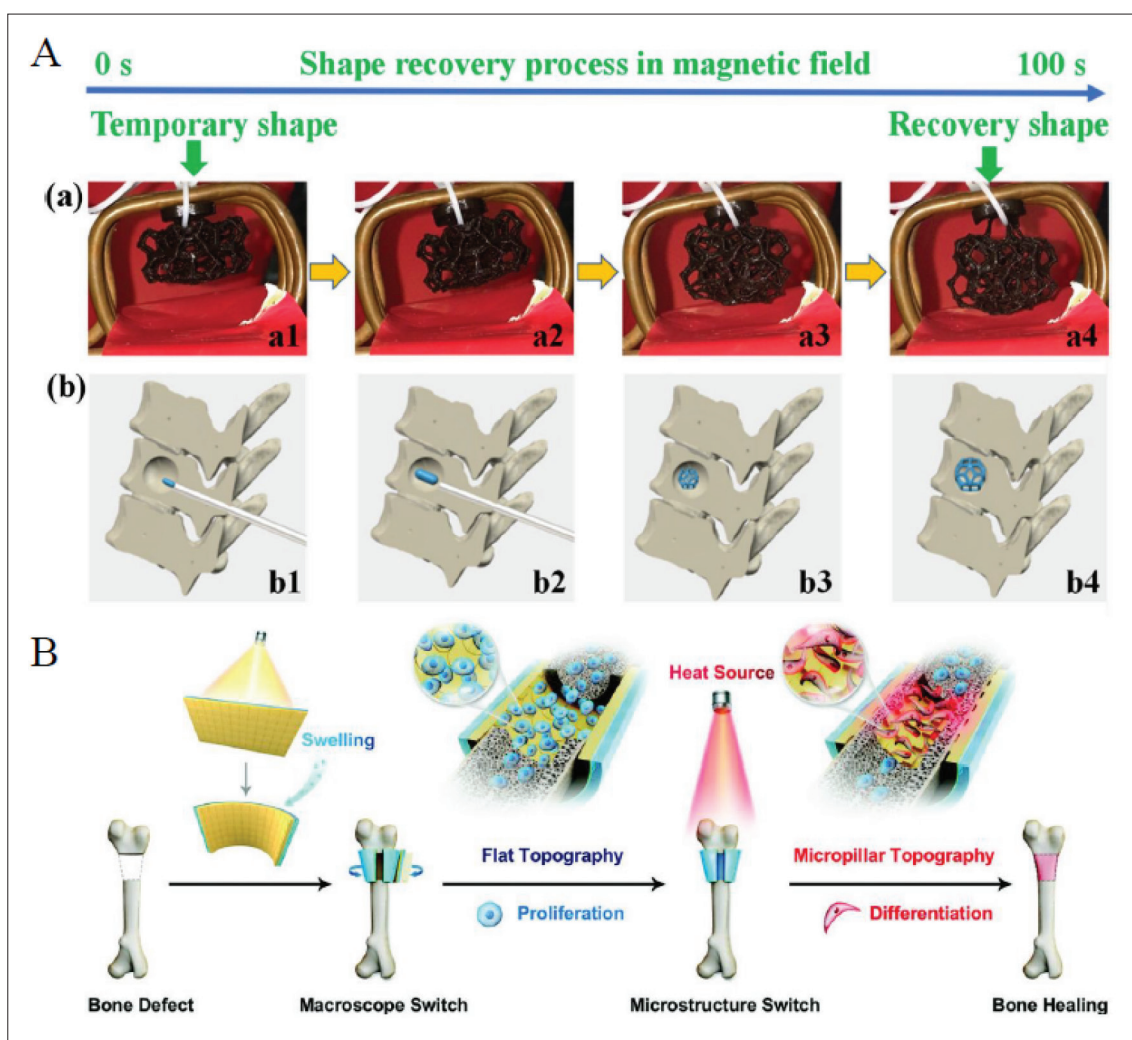 A
0 s
Shape recovery process in magnetic field
100 s
Temporary shape
Recovery shape
(a)
a1
a2
a3
a4
(b)
b1
b2
b3
b4
B
Swelling
Heat Source
Flat Topography
Proliferation
Micropillar Topography
Differentiation
Bone Defect
Macroscope Switch
Microstructure Switch
Bone Healing